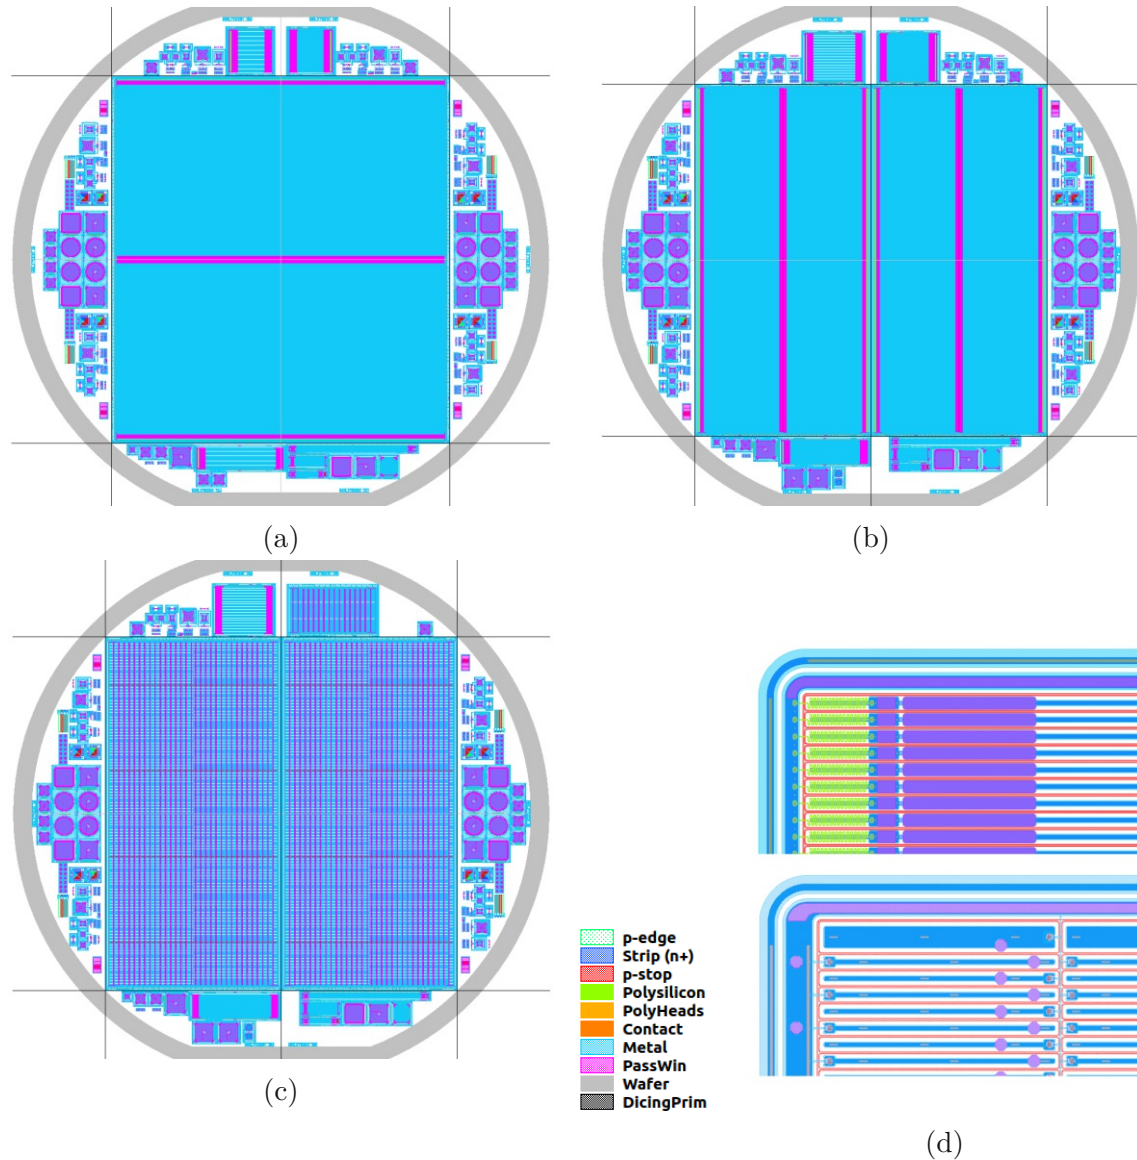 (a)
(b)
(c)
p-edge
Strip (n+)
p-stop
Polysilicon
PolyHeads
Contact
Metal
PassWin
Wafer
DicingPrim
(d)